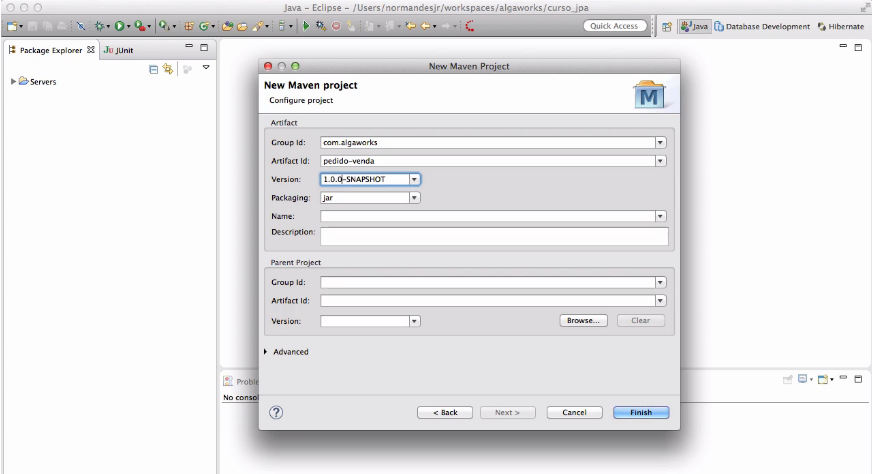 Java - Eclipse - /Users/normandesjr/workspaces/algaworks/curso_jpa
Quick Access
Java
Database Development
Hibernate
Package Explorer
JUnit
Servers
New Maven Project
New Maven project
Configure project
Artifact
Group Id: com.algaworks
Artifact Id: pedido-venda
Version: 1.0.0-SNAPSHOT
Packaging: jar
Name:
Description:
Parent Project
Group Id:
Artifact Id:
Version:
Browse...
Clear
Advanced
Proble
No consol
< Back
Next >
Cancel
Finish